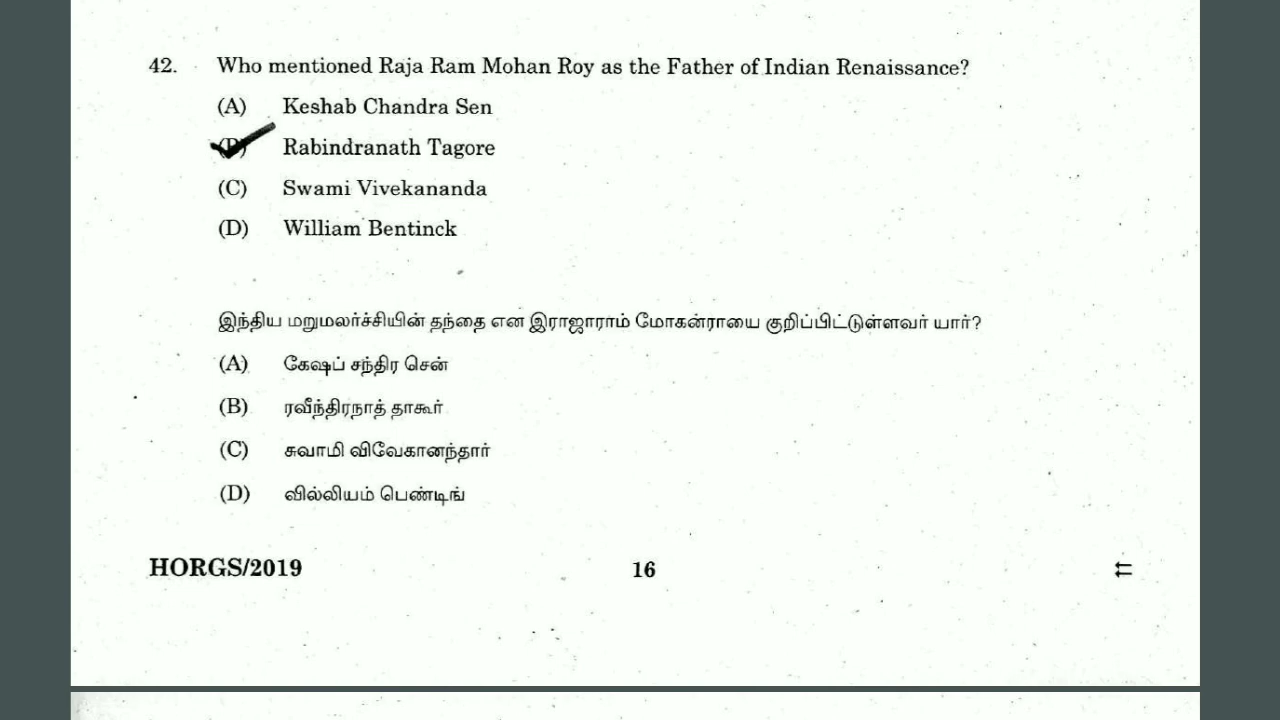 42. Who mentioned Raja Ram Mohan Roy as the Father of Indian Renaissance?
(A) Keshab Chandra Sen
(B) Rabindranath Tagore
(C) Swami Vivekananda
(D) William Bentinck
இந்திய மறுமலர்ச்சியின் தந்தை என இராஜாராம் மோகன்ராயை குறிப்பிட்டுள்ளவர் யார்?
(A) கேஷப் சந்திர சென்
(B) ரவீந்திரநாத் தாகூர்
(C) சுவாமி விவேகானந்தார்
(D) வில்லியம் பெண்டிங்
HORGS/2019 16